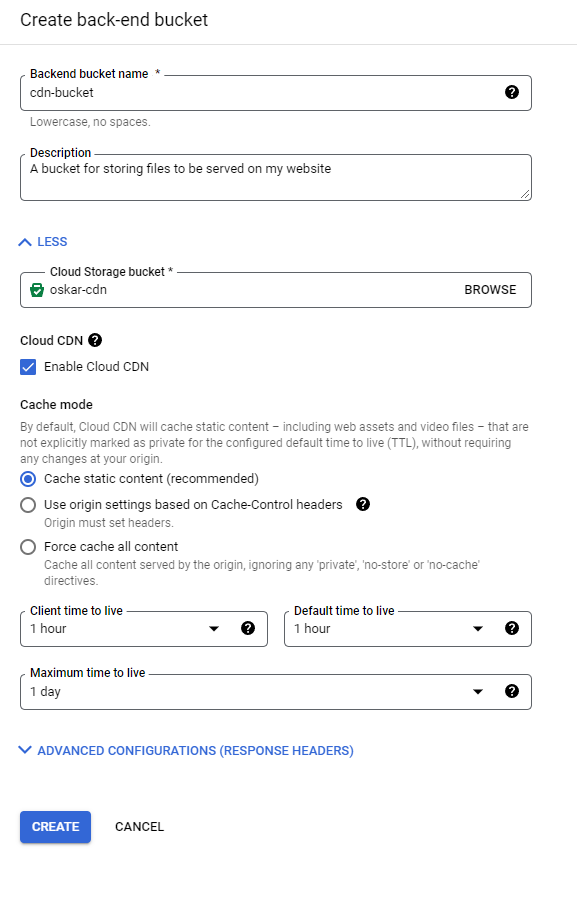 Create back-end bucket
Backend bucket name *
cdn-bucket
Lowercase, no spaces.
Description
A bucket for storing files to be served on my website
LESS
Cloud Storage bucket *
oskar-cdn
BROWSE
Cloud CDN
Enable Cloud CDN
Cache mode
By default, Cloud CDN will cache static content – including web assets and video files – that are
not explicitly marked as private for the configured default time to live (TTL), without requiring
any changes at your origin.
Cache static content (recommended)
Use origin settings based on Cache-Control headers
Origin must set headers.
Force cache all content
Cache all content served by the origin, ignoring any 'private', 'no-store' or 'no-cache'
directives.
Client time to live
1 hour
Default time to live
1 hour
Maximum time to live
1 day
ADVANCED CONFIGURATIONS (RESPONSE HEADERS)
CREATE
CANCEL